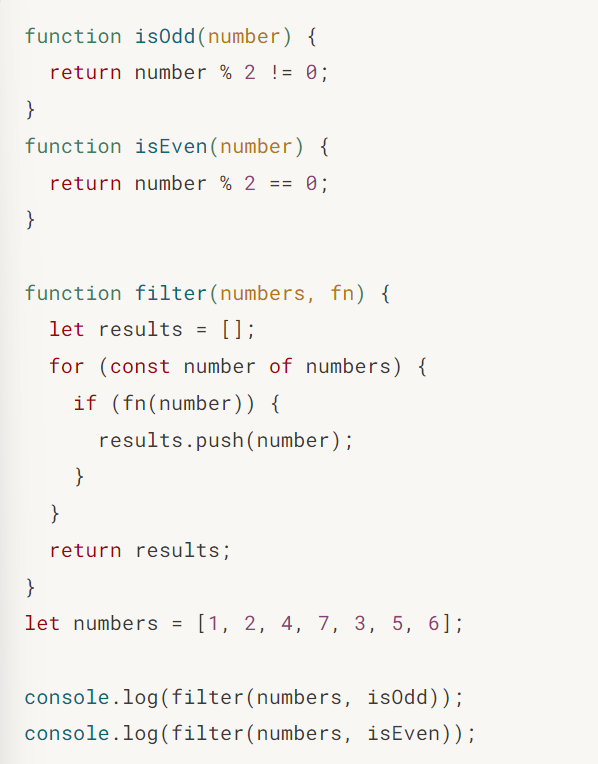 function isOdd(number) {
  return number % 2 != 0;
}
function isEven(number) {
  return number % 2 == 0;
}

function filter(numbers, fn) {
  let results = [];
  for (const number of numbers) {
    if (fn(number)) {
      results.push(number);
    }
  }
  return results;
}
let numbers = [1, 2, 4, 7, 3, 5, 6];

console.log(filter(numbers, isOdd));
console.log(filter(numbers, isEven));